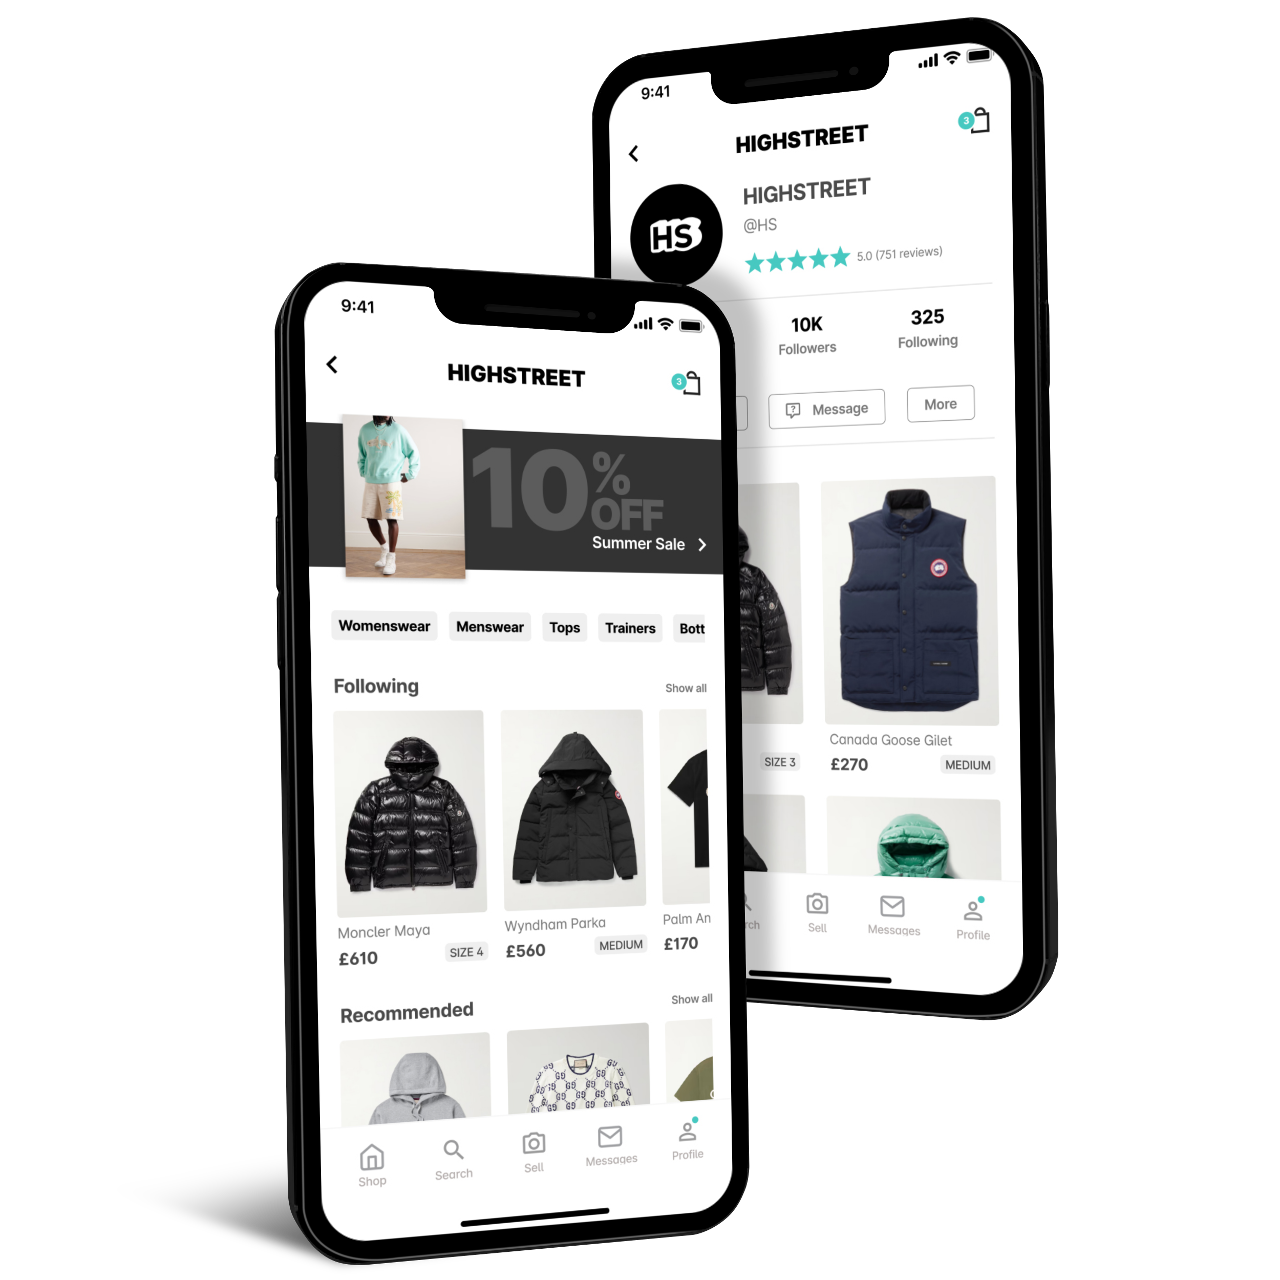 9:41
HIGHSTREET
3
HIGHSTREET
@HS
HS
5.0 (751 reviews)
10K
Followers
325
Following
Message
More
SIZE 3
Canada Goose Gilet
£270
MEDIUM
Sell
Messages
Profile
9:41
HIGHSTREET
3
10%
OFF
Summer Sale
Womenswear
Menswear
Tops
Trainers
Bott
Following
Show all
Moncler Maya
£610
SIZE 4
Wyndham Parka
£560
MEDIUM
Palm An
£170
Recommended
Show all
Shop
Search
Sell
Messages
Profile